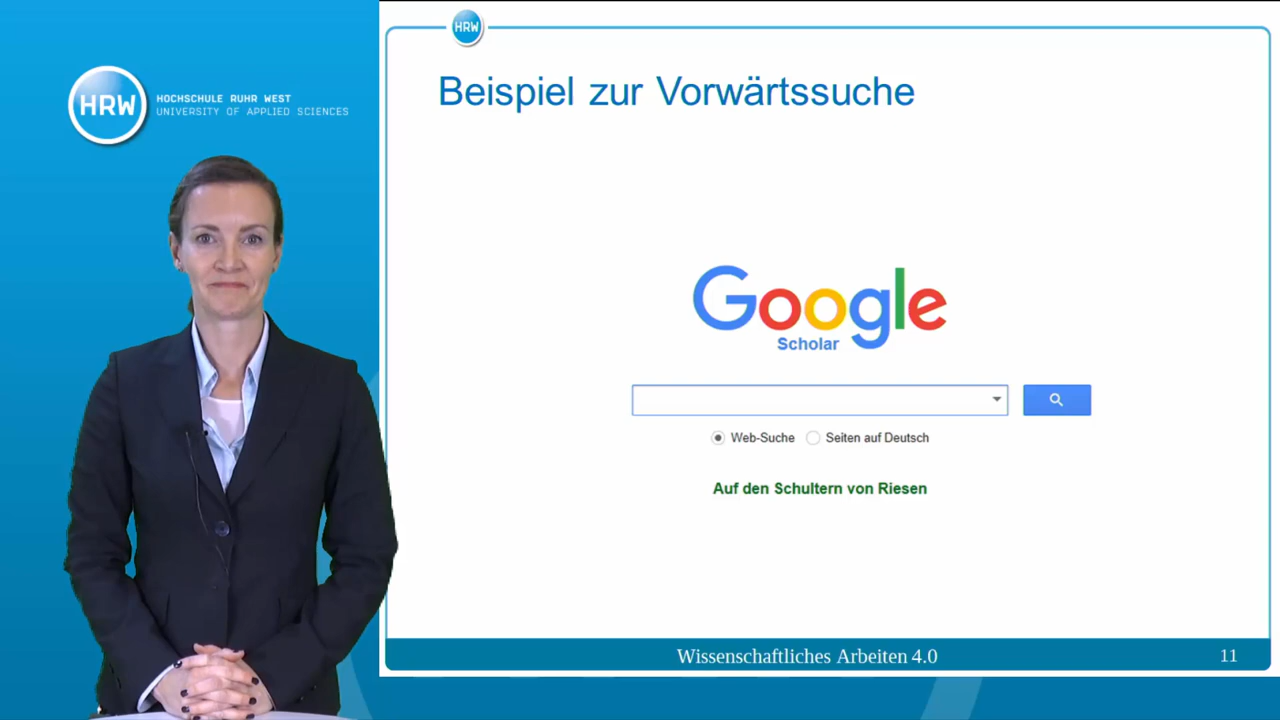 HRW
HOCHSCHULE RUHR WEST
UNIVERSITY OF APPLIED SCIENCES
HRW
Beispiel zur Vorwärtssuche
Google
Scholar
Web-Suche Seiten auf Deutsch
Auf den Schultern von Riesen
Wissenschaftliches Arbeiten 4.0
11